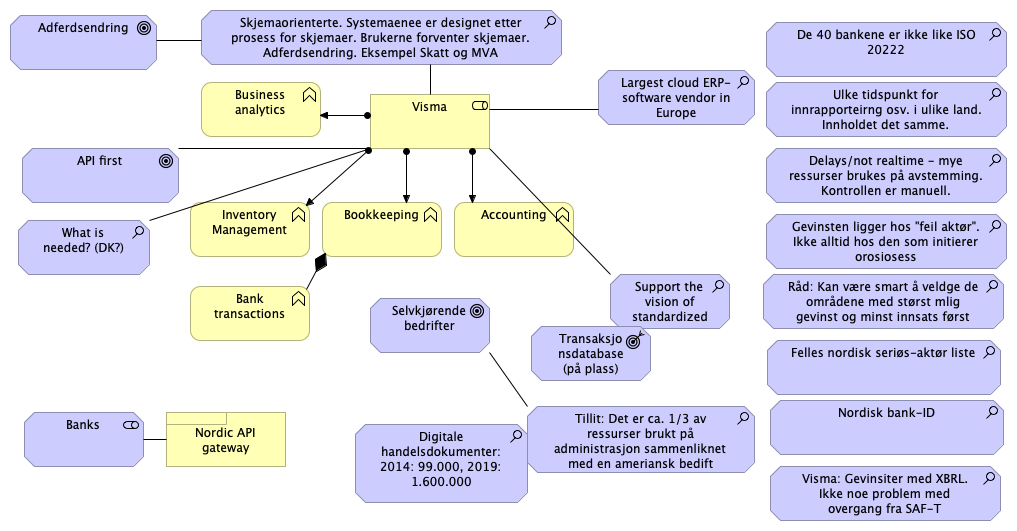 Adferdsendring
Skjemaorienterte. Systemaenee er designet etter
prosess for skjemaer. Brukerne forventer skjemaer.
Adferdsendring. Eksempel Skatt og MVA
De 40 bankene er ikke like ISO
20222
Business
analytics
Visma
Largest cloud ERP-
software vendor in
Europe
Ulke tidspunkt for
innrapporteirng osv. i ulike land.
Innholdet det samme.
API first
Delays/not realtime - mye
ressurser brukes på avstemming.
Kontrollen er manuell.
What is
needed? (DK?)
Inventory
Management
Bookkeeping
Accounting
Gevinsten ligger hos "feil aktør".
Ikke alltid hos den som initierer
orosiosess
Bank
transactions
Selvkjørende
bedrifter
Support the
vision of
standardized
Råd: Kan være smart å veldge de
områdene med størst mlig
gevinst og minst innsats først
Transaksjo
nsdatabase
(på plass)
Felles nordisk seriøs-aktør liste
Banks
Nordic API
gateway
Digitale
handelsdokumenter:
2014: 99.000, 2019:
1.600.000
Tillit: Det er ca. 1/3 av
ressurser brukt på
administrasjon sammenliknet
med en ameriansk bedift
Nordisk bank-ID
Visma: Gevinsiter med XBRL.
Ikke noe problem med
overgang fra SAF-T